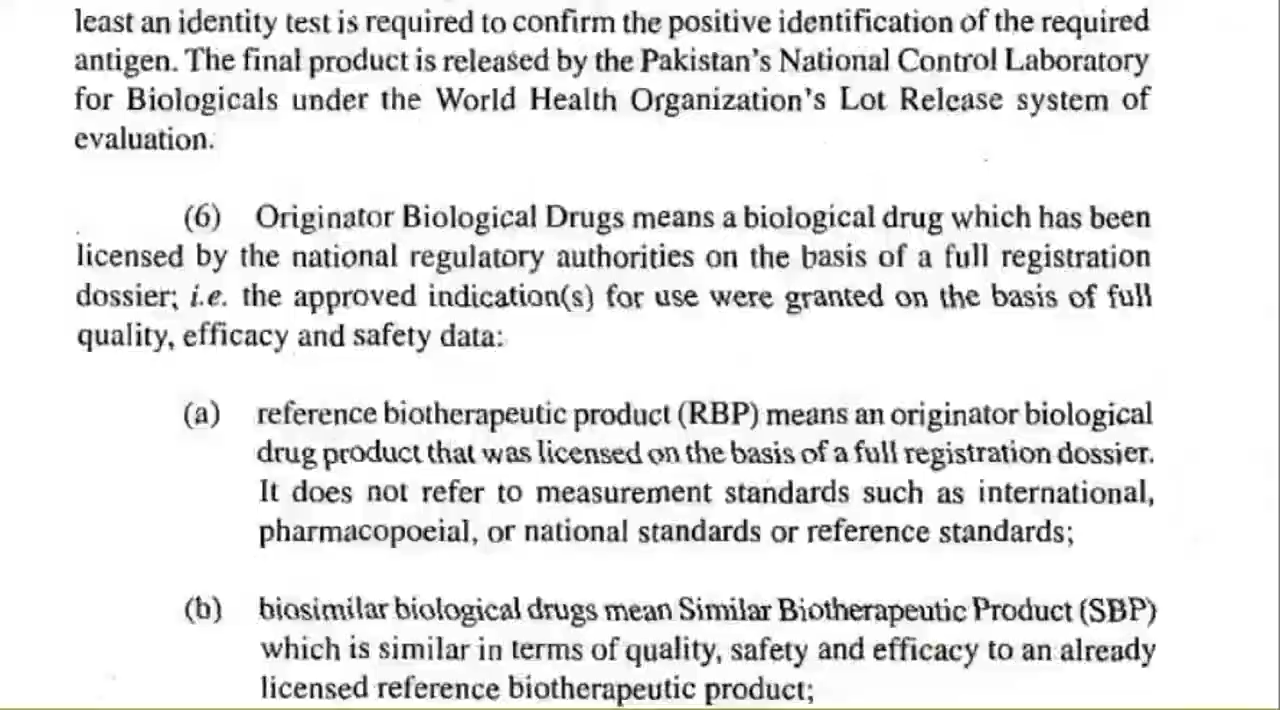 least an identity test is required to confirm the positive identification of the required
antigen. The final product is released by the Pakistan's National Control Laboratory
for Biologicals under the World Health Organization's Lot Release system of
evaluation.
(6) Originator Biological Drugs means a biological drug which has been
licensed by the national regulatory authorities on the basis of a full registration
dossier; i.e. the approved indication(s) for use were granted on the basis of full
quality, efficacy and safety data:
(a) reference biotherapeutic product (RBP) means an originator biological
drug product that was licensed on the basis of a full registration dossier.
It does not refer to measurement standards such as international,
pharmacopoeial, or national standards or reference standards;
(b) biosimilar biological drugs mean Similar Biotherapeutic Product (SBP)
which is similar in terms of quality, safety and efficacy to an already
licensed reference biotherapeutic product;